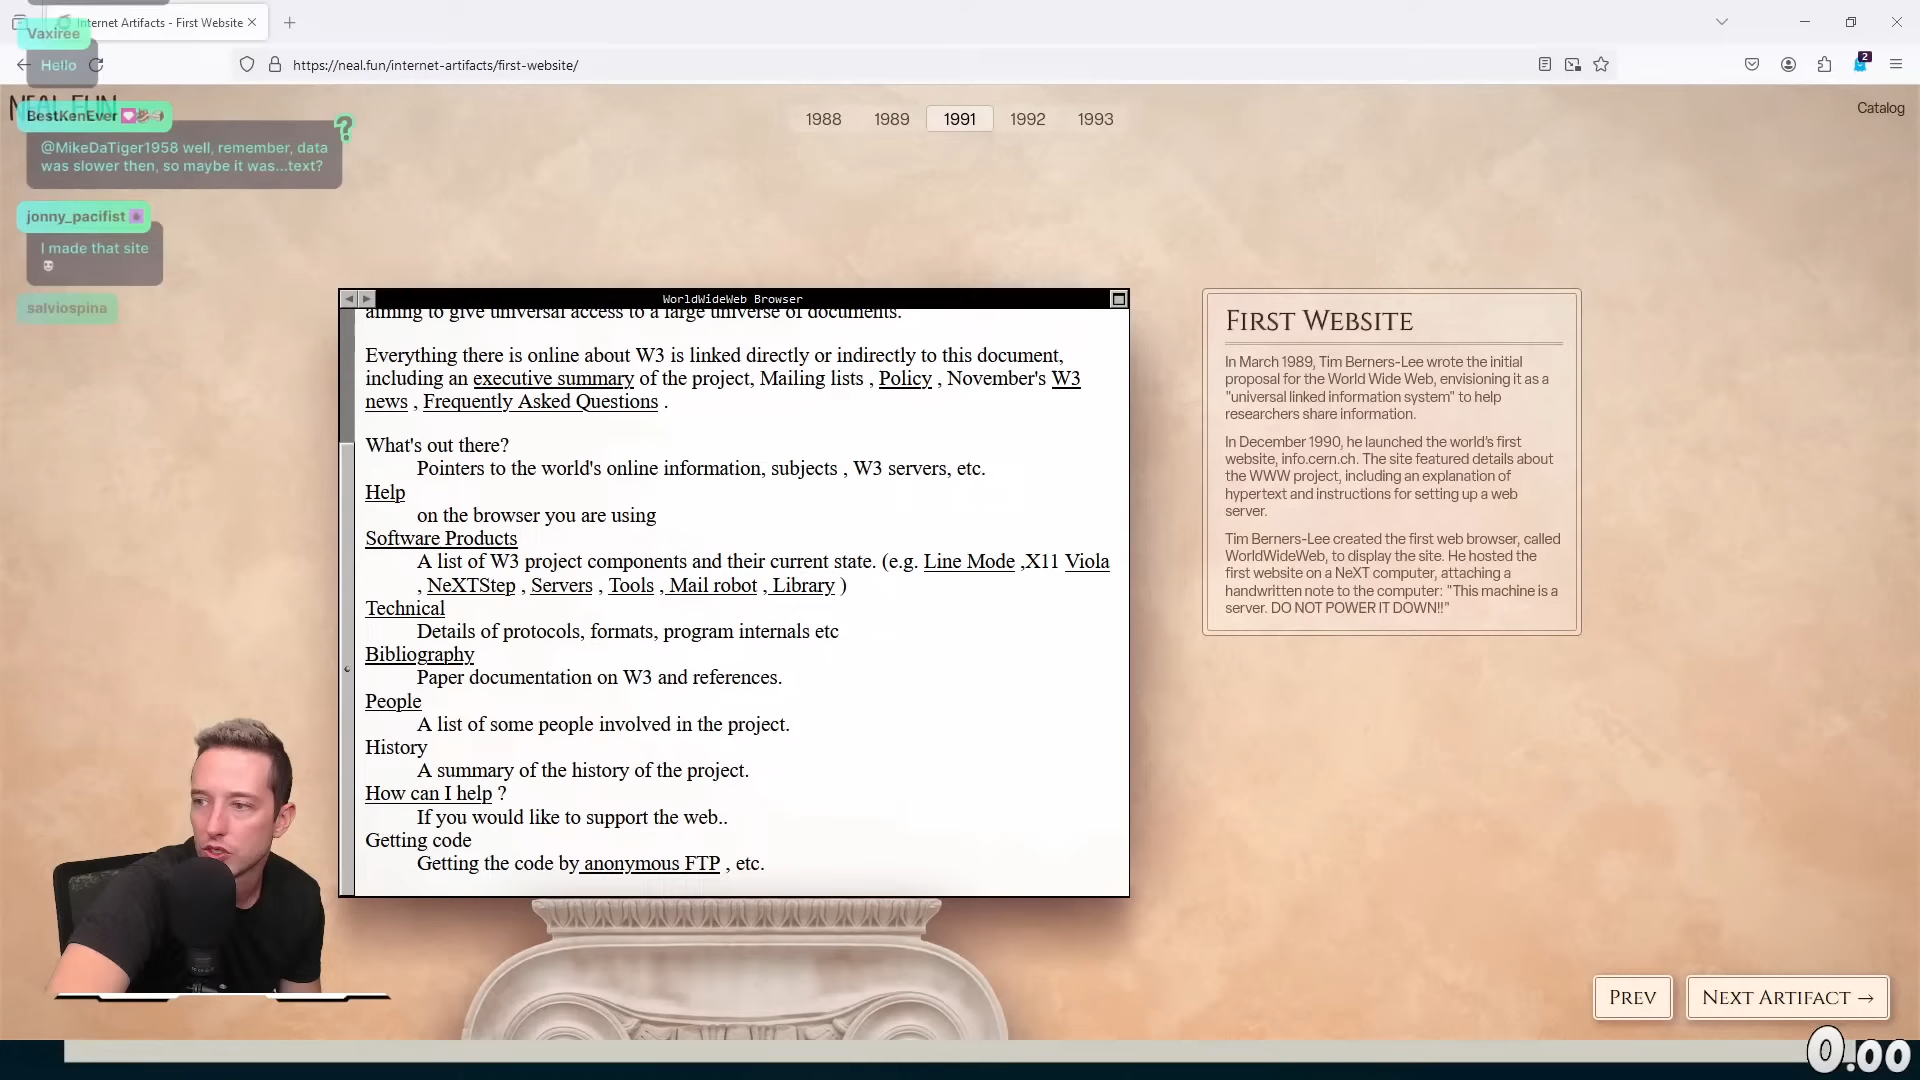 Internet Artifacts - First Website
https://neal.fun/internet-artifacts/first-website/
2
Vaxiree
Hello
BestKenEver
@MikeDaTiger1958 well, remember, data
was slower then, so maybe it was...text?
?
jonny_pacifist
I made that site
salviospina
1988 1989 1991 1992 1993
Catalog
WorldWideWeb Browser
aiming to give universal access to a large universe of documents.
Everything there is online about W3 is linked directly or indirectly to this document,
including an executive summary of the project, Mailing lists , Policy , November's W3
news , Frequently Asked Questions .
What's out there?
Pointers to the world's online information, subjects , W3 servers, etc.
Help
on the browser you are using
Software Products
A list of W3 project components and their current state. (e.g. Line Mode ,X11 Viola
, NeXTStep , Servers , Tools , Mail robot , Library )
Technical
Details of protocols, formats, program internals etc
Bibliography
Paper documentation on W3 and references.
People
A list of some people involved in the project.
History
A summary of the history of the project.
How can I help ?
If you would like to support the web..
Getting code
Getting the code by anonymous FTP , etc.
First Website
In March 1989, Tim Berners-Lee wrote the initial
proposal for the World Wide Web, envisioning it as a
"universal linked information system" to help
researchers share information.
In December 1990, he launched the world's first
website, info.cern.ch. The site featured details about
the WWW project, including an explanation of
hypertext and instructions for setting up a web
server.
Tim Berners-Lee created the first web browser, called
WorldWideWeb, to display the site. He hosted the
first website on a NeXT computer, attaching a
handwritten note to the computer: "This machine is a
server. DO NOT POWER IT DOWN!!"
Prev
Next Artifact →
0.00